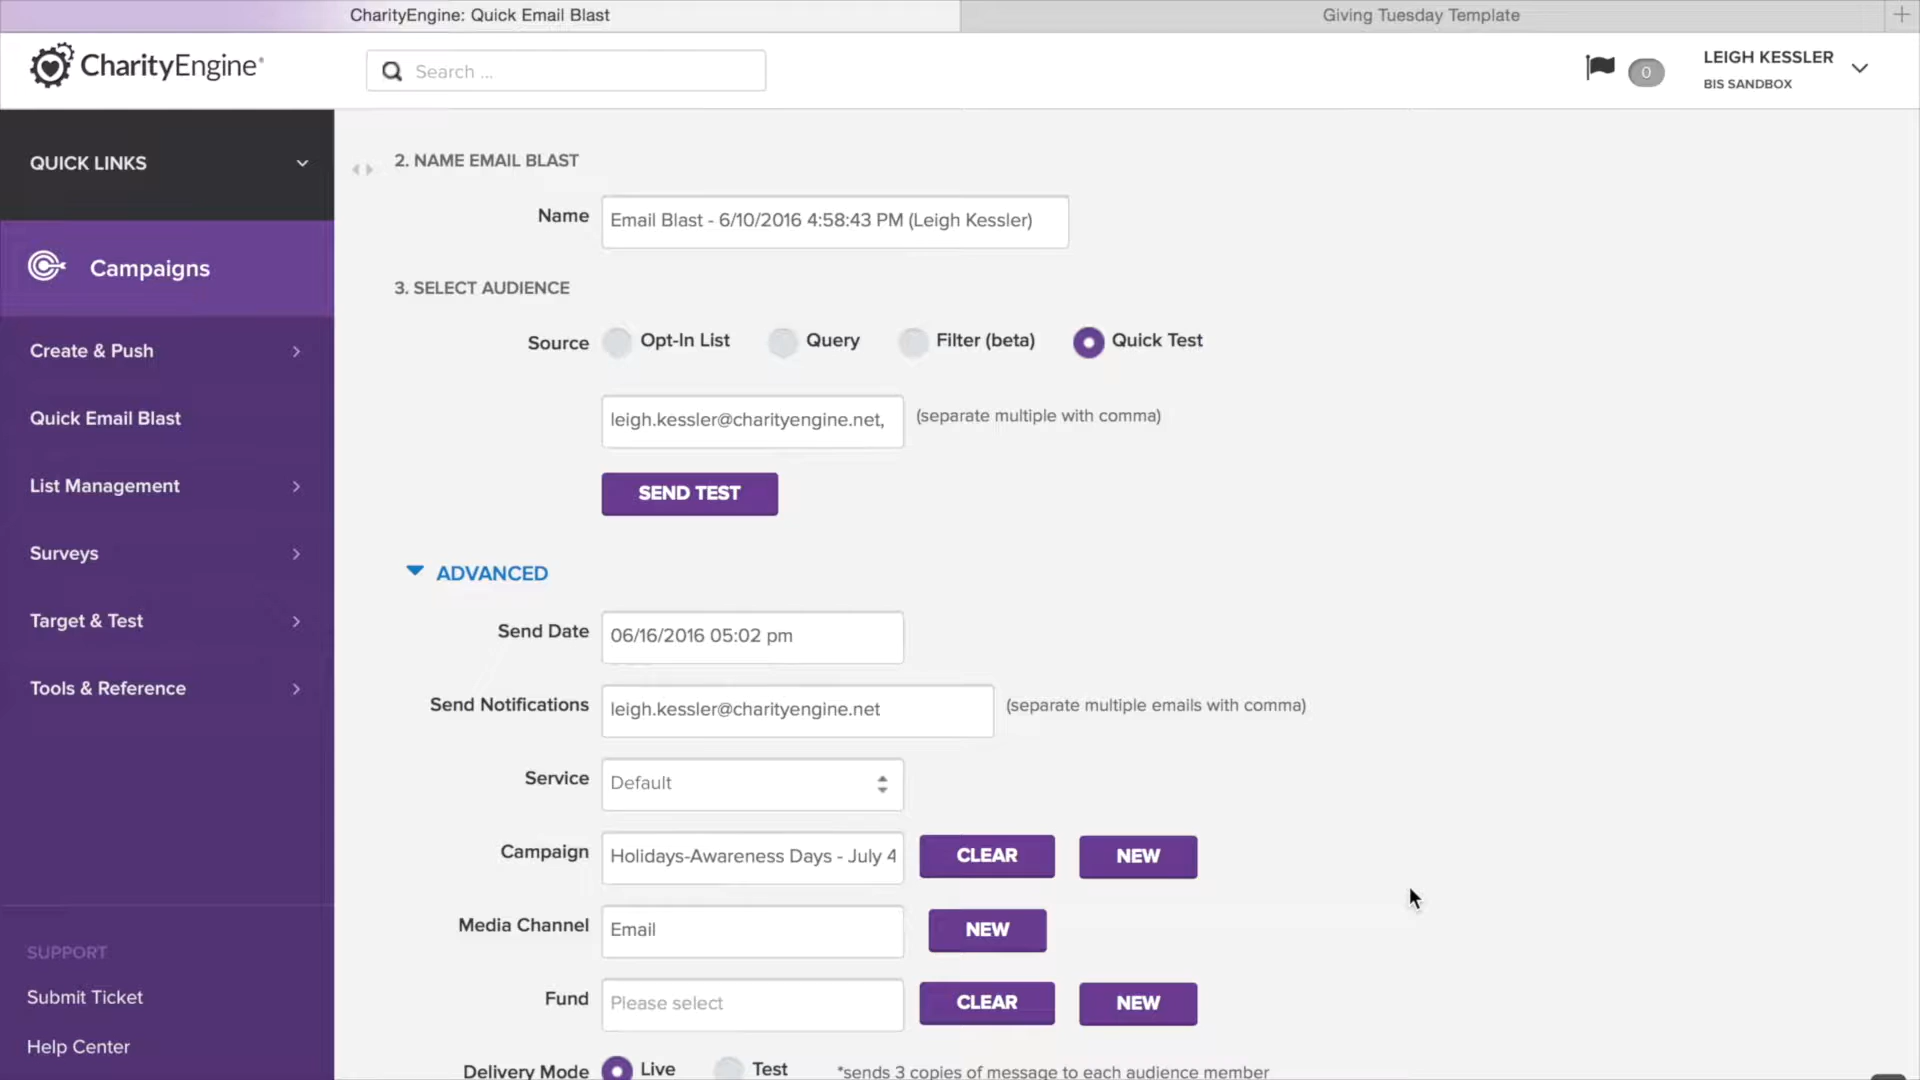 CharityEngine: Quick Email Blast
Giving Tuesday Template
CharityEngine®
Search ...
0
LEIGH KESSLER
BIS SANDBOX
QUICK LINKS
Campaigns
Create & Push
Quick Email Blast
List Management
Surveys
Target & Test
Tools & Reference
SUPPORT
Submit Ticket
Help Center
2. NAME EMAIL BLAST
Name Email Blast - 6/10/2016 4:58:43 PM (Leigh Kessler)
3. SELECT AUDIENCE
Source Opt-In List Query Filter (beta) Quick Test
leigh.kessler@charityengine.net, (separate multiple with comma)
SEND TEST
ADVANCED
Send Date 06/16/2016 05:02 pm
Send Notifications leigh.kessler@charityengine.net (separate multiple emails with comma)
Service Default
Campaign Holidays-Awareness Days - July 4 CLEAR NEW
Media Channel Email NEW
Fund Please select CLEAR NEW
Delivery Mode Live Test *sends 3 copies of message to each audience member